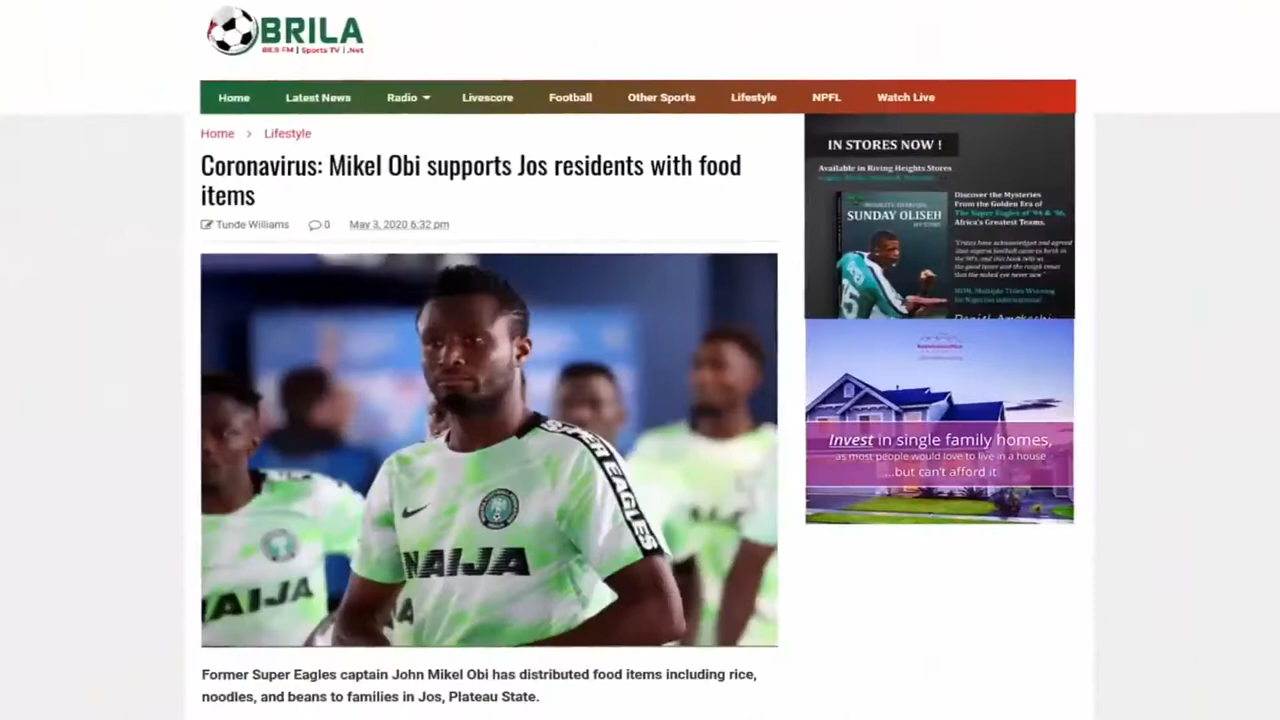 BRILA
88.9 FM | Sports TV | .Net
Home
Latest News
Radio
Livescore
Football
Other Sports
Lifestyle
NPFL
Watch Live
Home > Lifestyle
Coronavirus: Mikel Obi supports Jos residents with food
items
Tunde Williams
0
May 3, 2020 6:32 pm
SUPER EAGLES
NAIJA
NAIJA
Former Super Eagles captain John Mikel Obi has distributed food items including rice,
noodles, and beans to families in Jos, Plateau State.
IN STORES NOW !
Available in Riving Heights Stores
SUNDAY OLISEH
Discover the Mysteries
From the Golden Era of
The Super Eagles of '94 & '96,
Africa's Greatest Teams.
15
Invest in single family homes,
as most people would love to live in a house
...but can't afford it